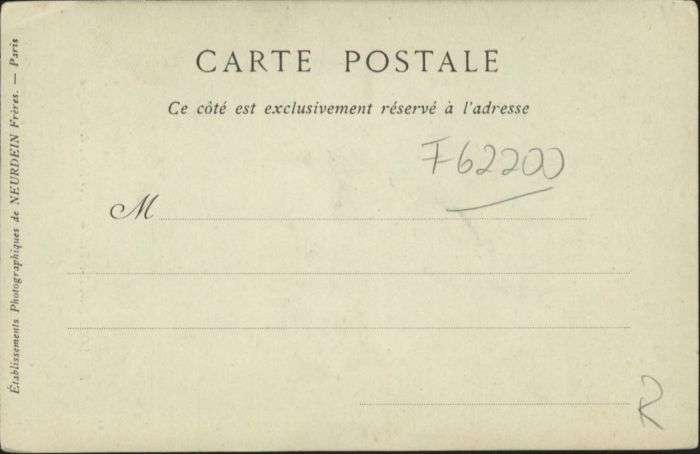 CARTE POSTALE
Ce côté est exclusivement réservé à l'adresse
F62200
M
Établissements Photographiques de NEURDEIN Frères. — Paris
R